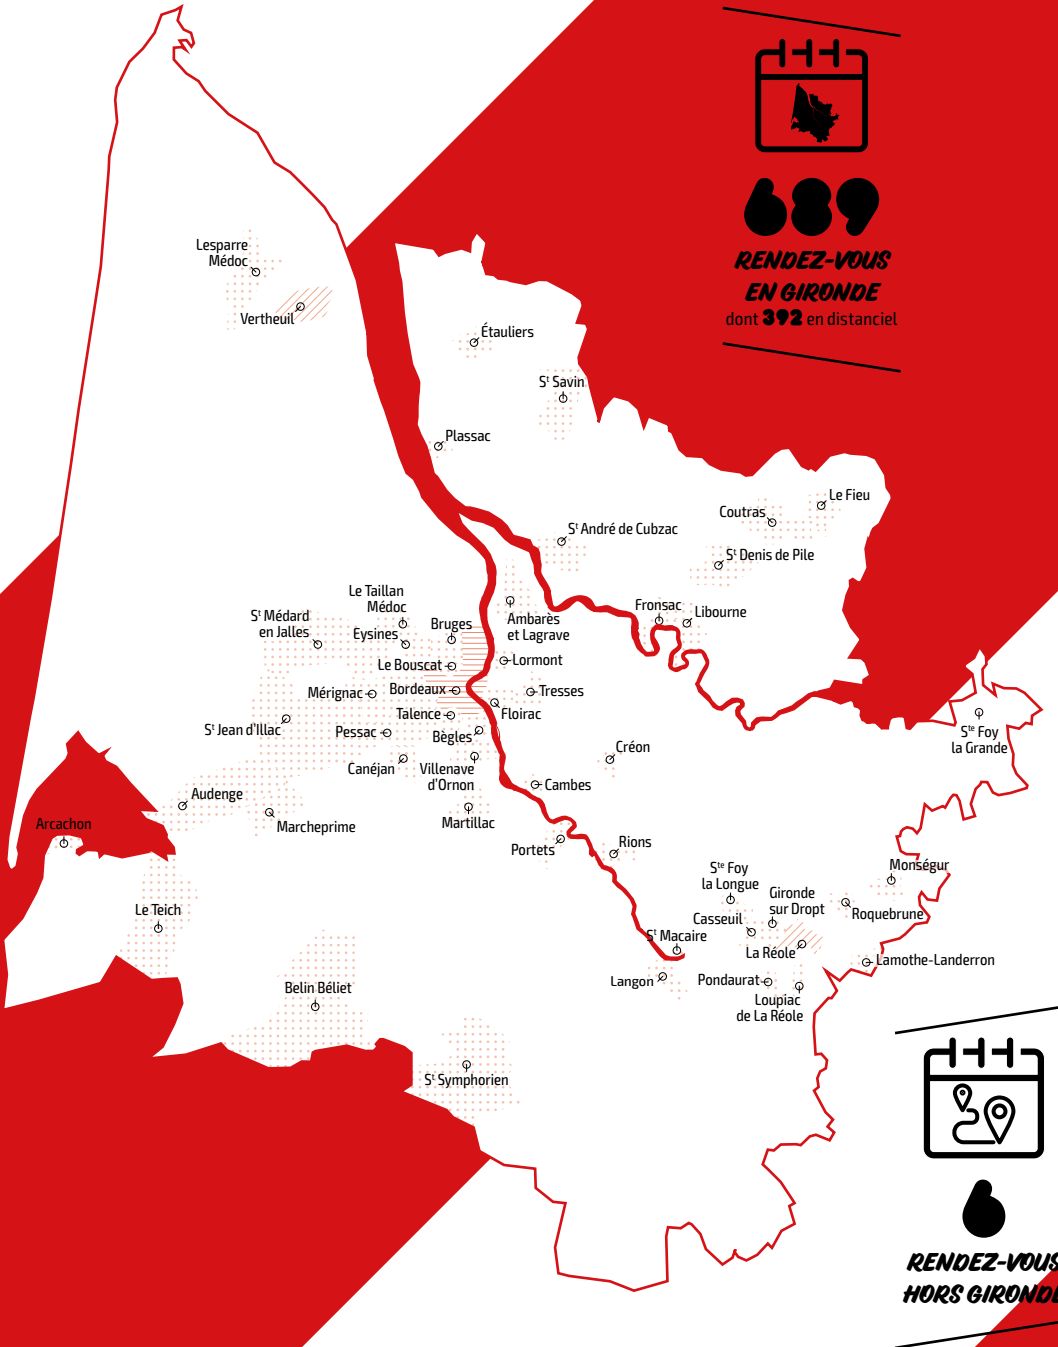 689
RENDEZ-VOUS
EN GIRONDE
dont 392 en distanciel
Lesparre
Médoc
Vertheuil
Étauliers
Sᵗ Savin
Plassac
Le Fieu
Coutras
Sᵗ André de Cubzac
Sᵗ Denis de Pile
Le Taillan
Médoc
Sᵗ Médard
en Jalles
Eysines
Bruges
Ambarès
et Lagrave
Fronsac
Libourne
Le Bouscat
Lormont
Mérignac
Bordeaux
Tresses
Talence
Floirac
Sᵗ Jean d'Illac
Pessac
Bègles
Sᵗᵉ Foy
la Grande
Créon
Canéjan
Villenave
d'Ornon
Cambes
Audenge
Marcheprime
Martillac
Arcachon
Portets
Rions
Monségur
Sᵗᵉ Foy
la Longue
Gironde
sur Dropt
Roquebrune
Le Teich
Casseuil
Sᵗ Macaire
La Réole
Lamothe-Landerron
Langon
Pondaurat
Belin Béliet
Loupiac
de La Réole
Sᵗ Symphorien
6
RENDEZ-VOUS
HORS GIRONDE